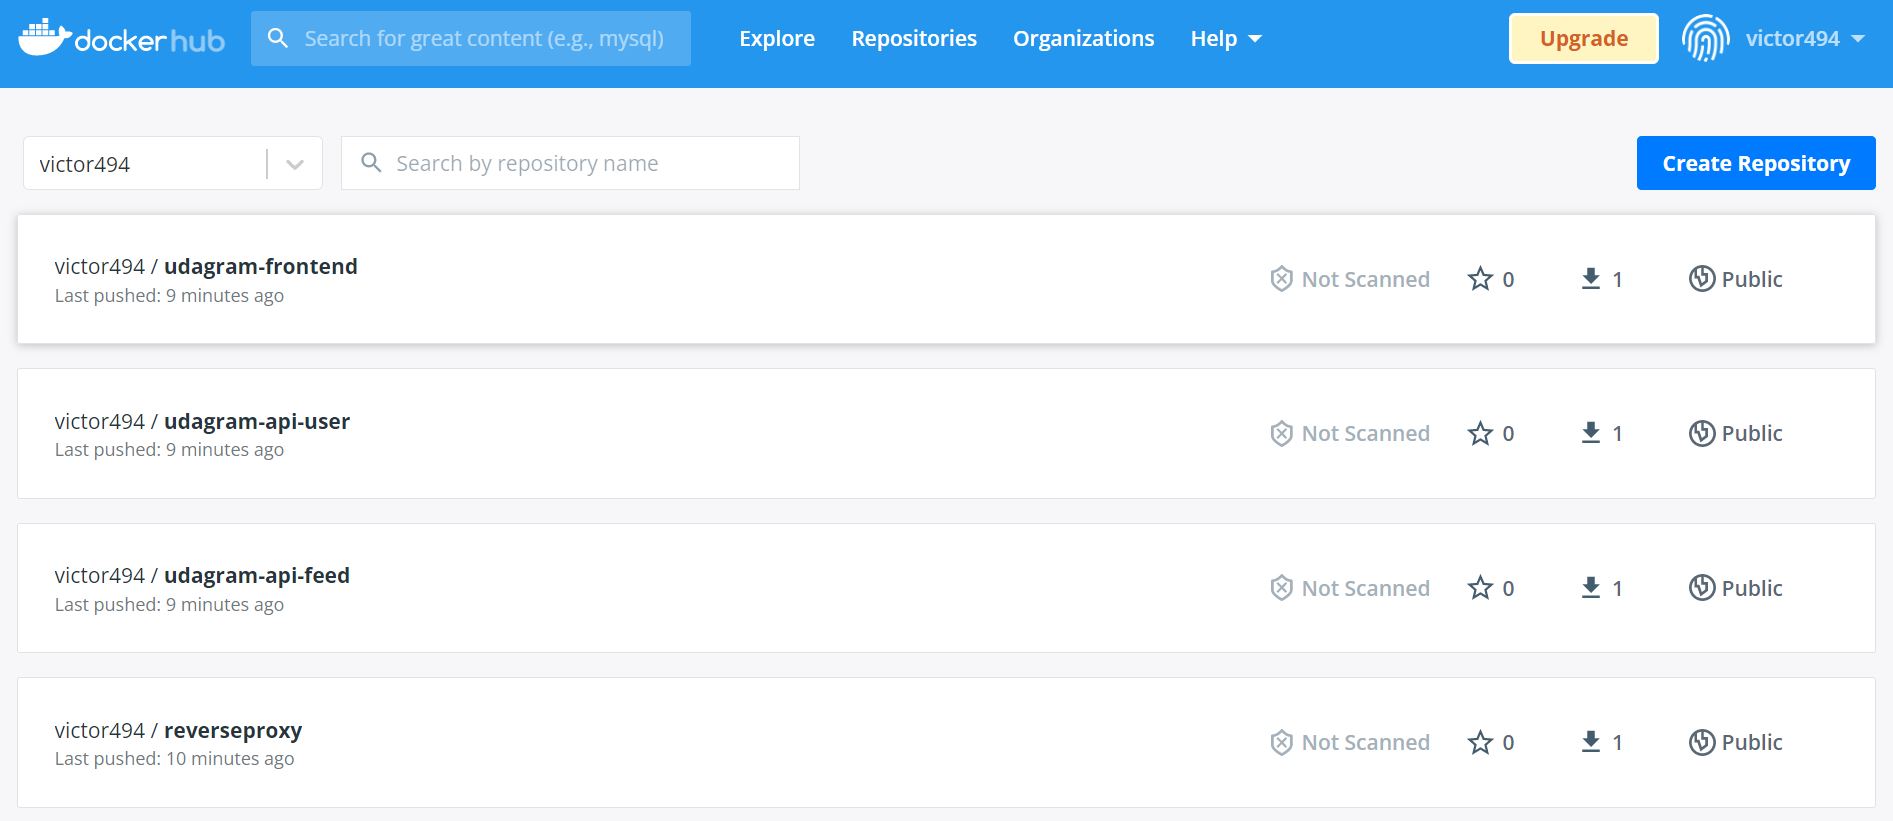 docker hub
Search for great content (e.g., mysql)
Explore
Repositories
Organizations
Help
Upgrade
victor494
victor494
Search by repository name
Create Repository
victor494 / udagram-frontend
Last pushed: 9 minutes ago
Not Scanned
0
1
Public
victor494 / udagram-api-user
Last pushed: 9 minutes ago
Not Scanned
0
1
Public
victor494 / udagram-api-feed
Last pushed: 9 minutes ago
Not Scanned
0
1
Public
victor494 / reverseproxy
Last pushed: 10 minutes ago
Not Scanned
0
1
Public